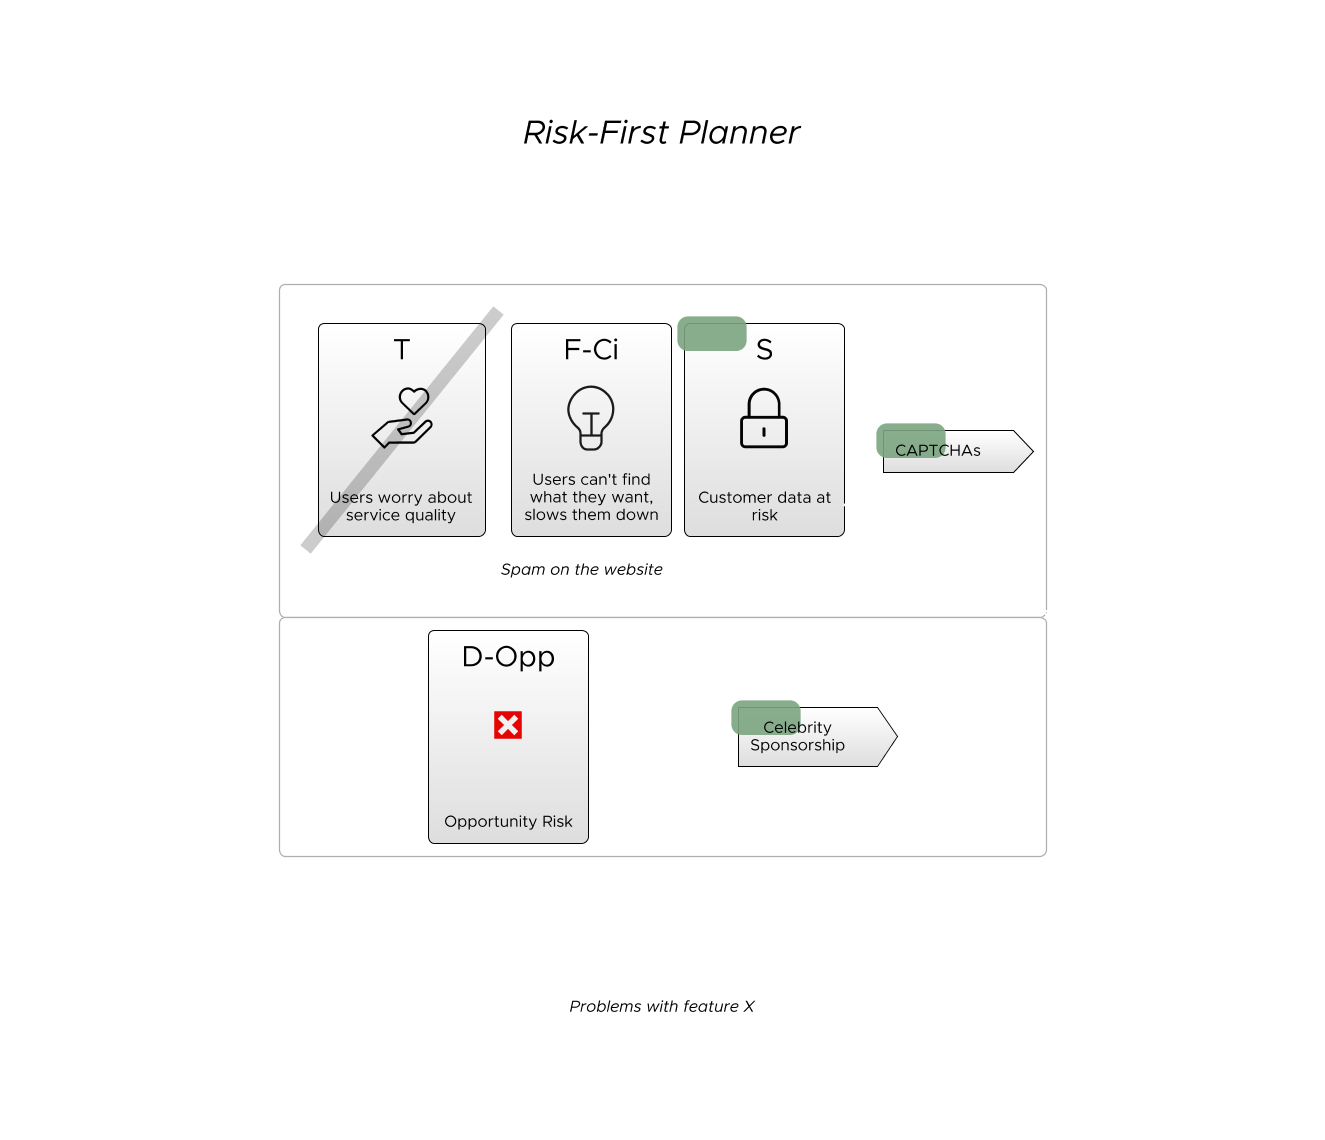 Risk-First Planner
T
Users worry about
service quality
F-Ci
Users can't find
what they want,
slows them down
S
Customer data at
risk
CAPTCHAs
Spam on the website
D-Opp
Opportunity Risk
Celebrity
Sponsorship
Problems with feature X